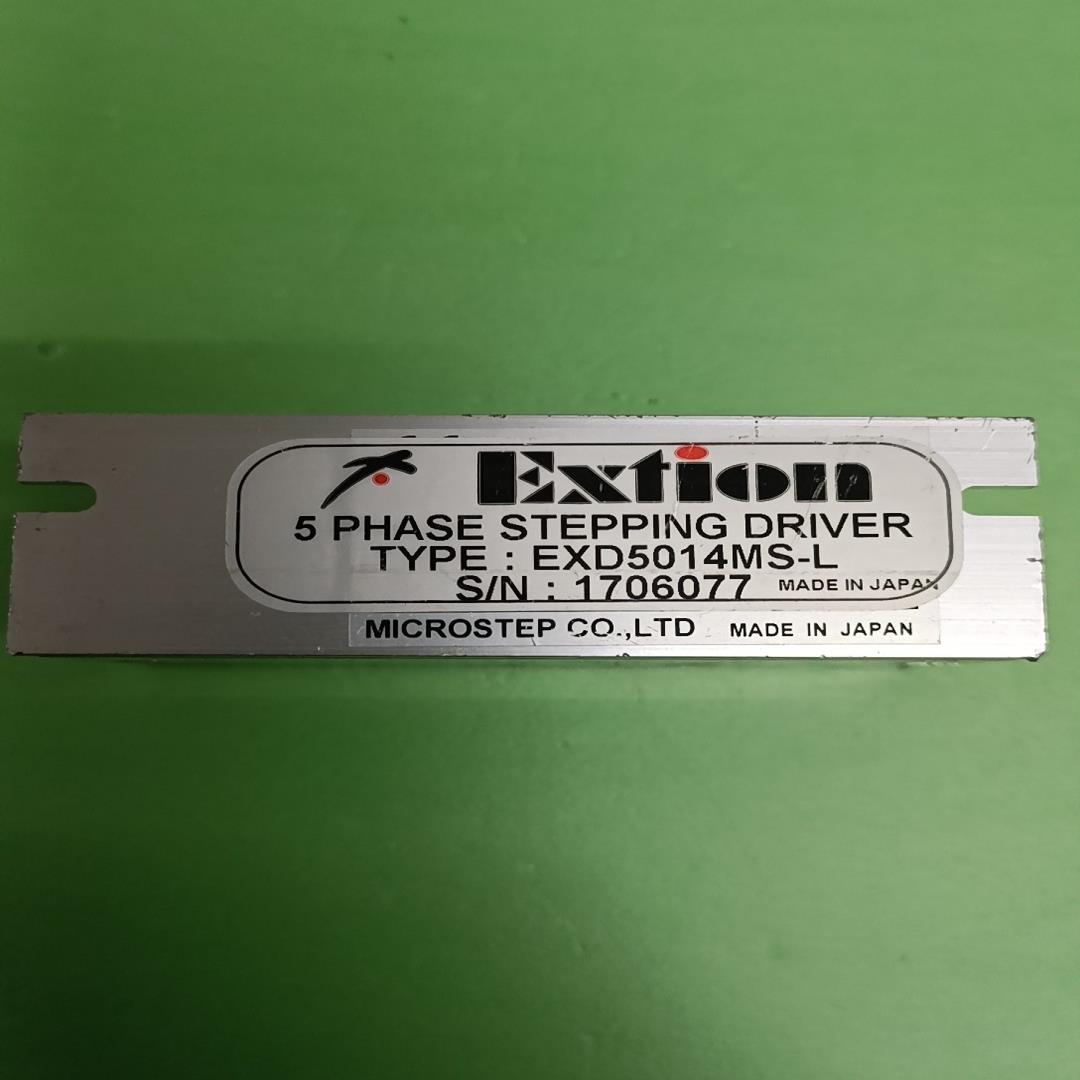 Extion
5 PHASE STEPPING DRIVER
TYPE : EXD5014MS-L
S/N : 1706077 MADE IN JAPAN
MICROSTEP CO.,LTD MADE IN JAPAN